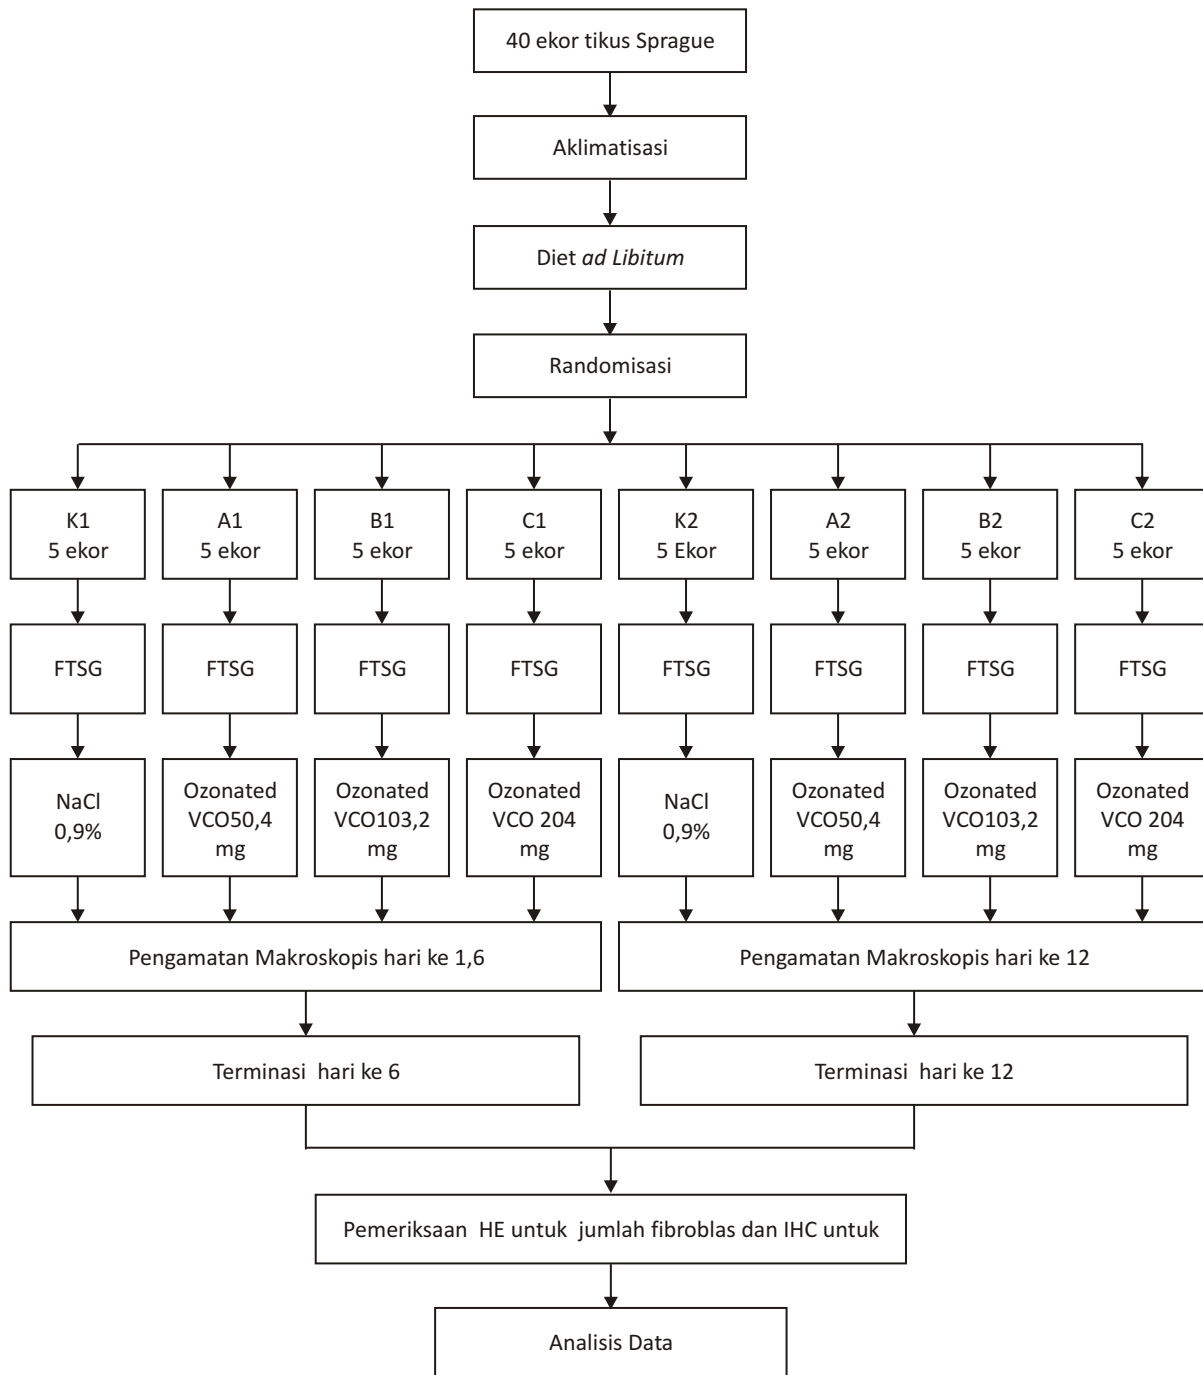 40 ekor tikus Sprague
Aklimatisasi
Diet ad Libitum
Randomisasi
K1
5 ekor
A1
5 ekor
B1
5 ekor
C1
5 ekor
K2
5 Ekor
A2
5 ekor
B2
5 ekor
C2
5 ekor
FTSG
FTSG
FTSG
FTSG
FTSG
FTSG
FTSG
FTSG
NaCl
0,9%
Ozonated
VCO50,4
mg
Ozonated
VCO103,2
mg
Ozonated
VCO 204
mg
NaCl
0,9%
Ozonated
VCO50,4
mg
Ozonated
VCO103,2
mg
Ozonated
VCO 204
mg
Pengamatan Makroskopis hari ke 1,6
Pengamatan Makroskopis hari ke 12
Terminasi hari ke 6
Terminasi hari ke 12
Pemeriksaan HE untuk jumlah fibroblas dan IHC untuk
Analisis Data